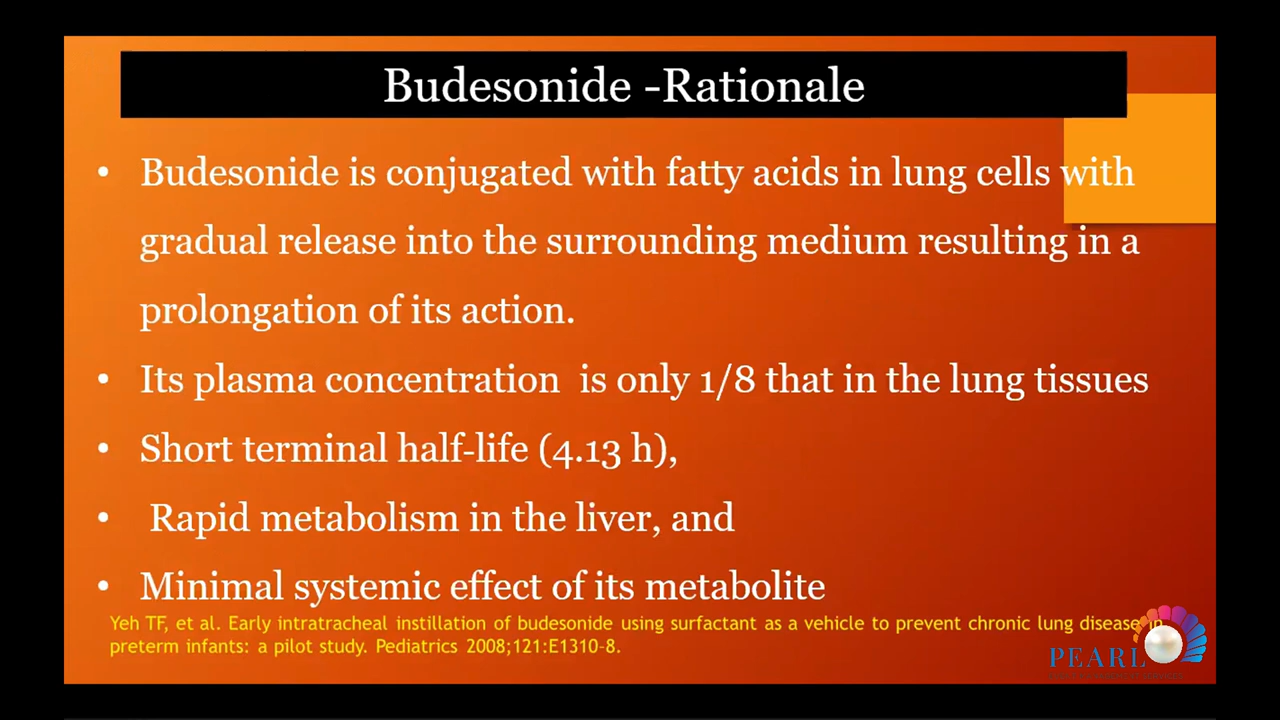 Budesonide -Rationale
• Budesonide is conjugated with fatty acids in lung cells with
gradual release into the surrounding medium resulting in a
prolongation of its action.
• Its plasma concentration  is only 1/8 that in the lung tissues
• Short terminal half-life (4.13 h),
• Rapid metabolism in the liver, and
• Minimal systemic effect of its metabolite
Yeh TF, et al. Early intratracheal instillation of budesonide using surfactant as a vehicle to prevent chronic lung disease in
preterm infants: a pilot study. Pediatrics 2008;121:E1310-8.
PEARL